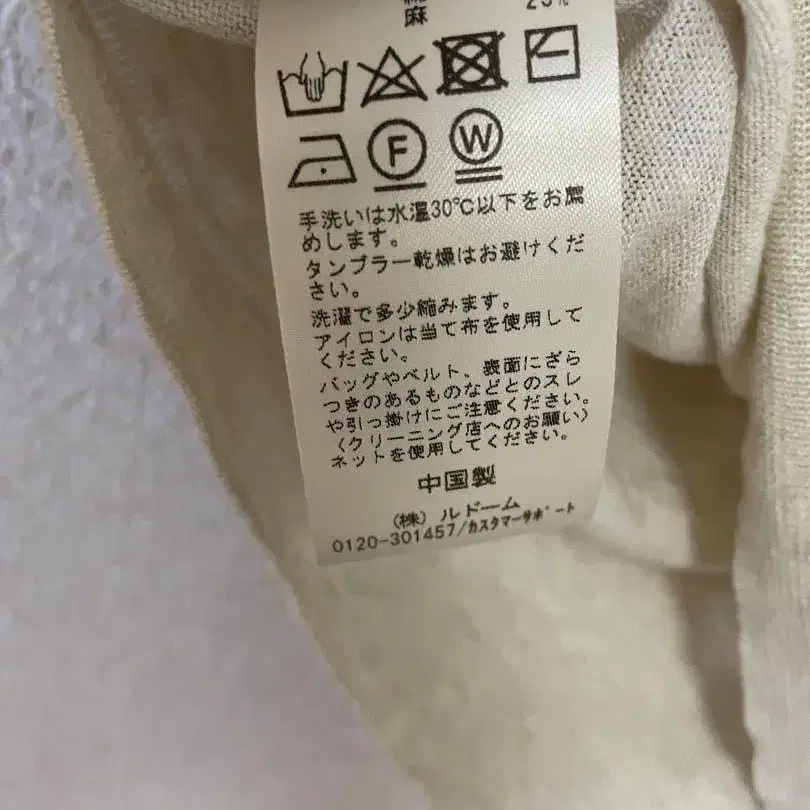 麻
F W
手洗いは水温30℃以下をお薦
めします。
タンブラー乾燥はお避けくだ
さい。
洗濯で多少縮みます。
アイロンは当て布を使用して
ください。
バッグやベルト、表面にざら
つきのあるものなどとのスレ
や引っ掛けにご注意ください。
〈クリーニング店へのお願い〉
ネットを使用してください。
中国製
(株) ルドーム
0120-301457/カスタマーサポート